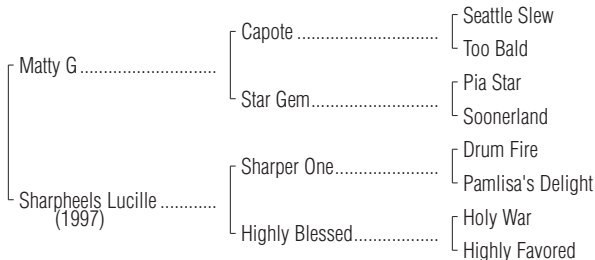 Seattle Slew
Capote ..............................
Too Bald
Matty G .............................
Pia Star
Star Gem...........................
Soonerland
Drum Fire
Sharper One......................
Pamlisa's Delight
Sharpheels Lucille ............
(1997)
Holy War
Highly Blessed..................
Highly Favored